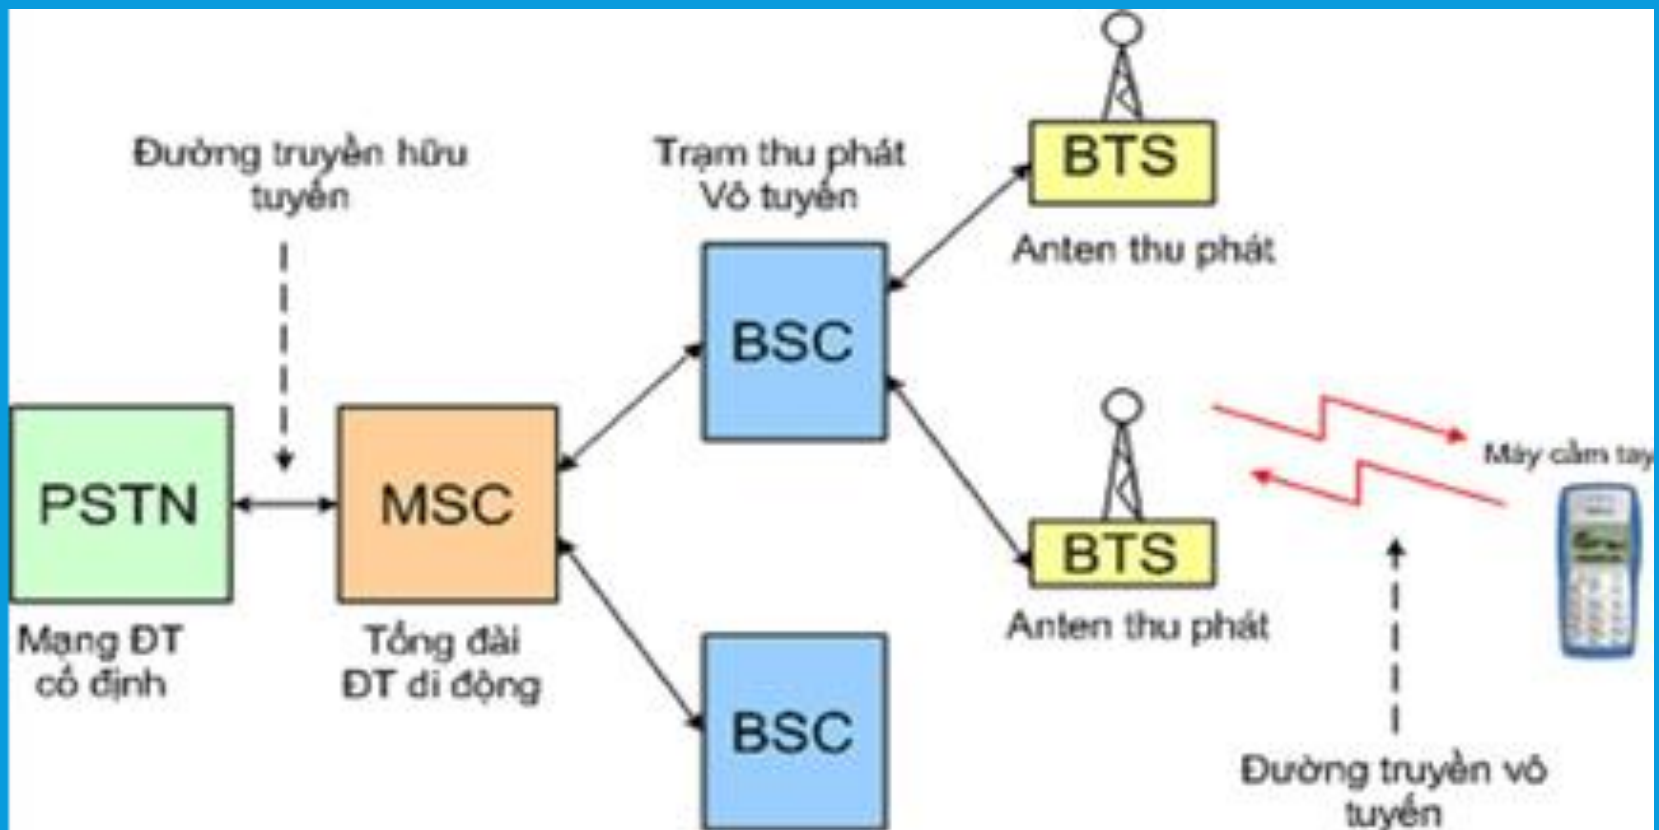 Đường truyền hữu
tuyến
Trạm thu phát
Vô tuyến
BTS
Anten thu phát
BSC
PSTN
Mạng ĐT
cố định
MSC
Tổng đài
ĐT di động
BTS
Anten thu phát
Máy cầm tay
BSC
Đường truyền vô
tuyến